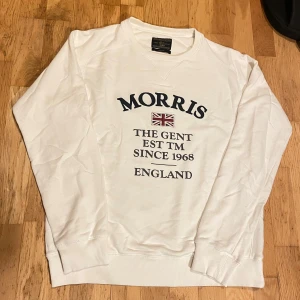 MORRIS
THE GENT
EST TM
SINCE 1968
ENGLAND